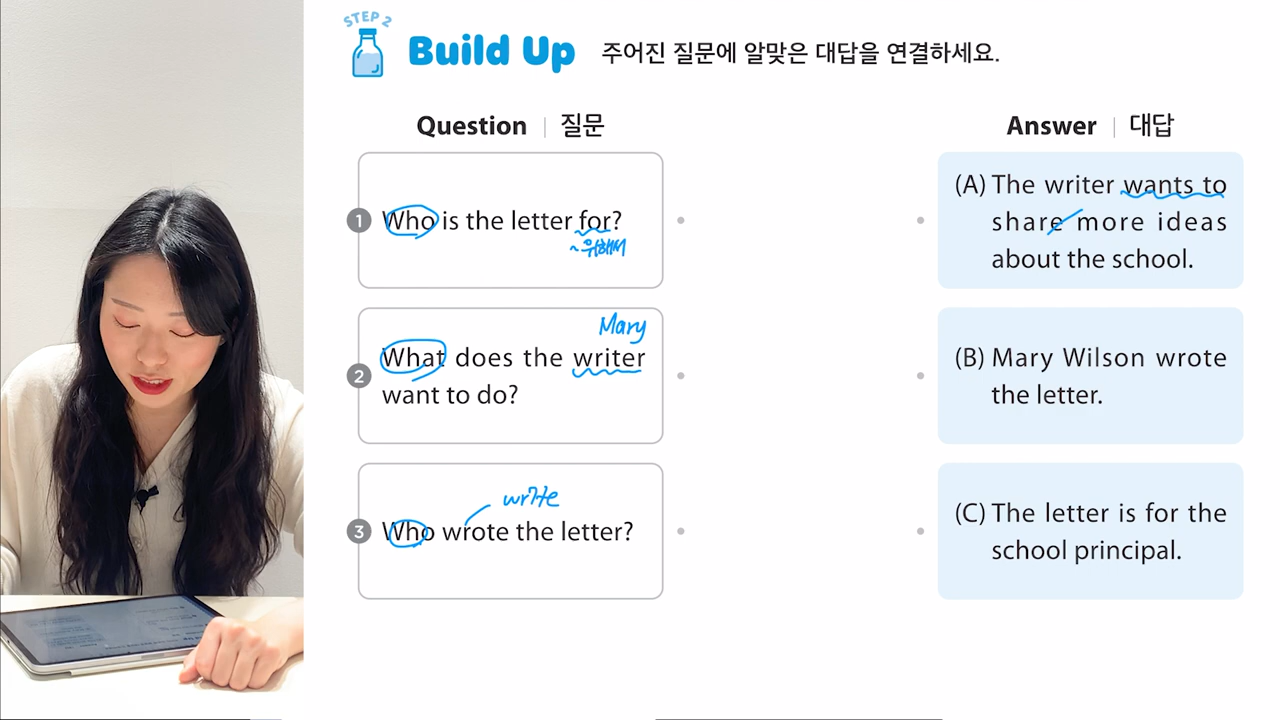 STEP 2
Build Up 주어진 질문에 알맞은 대답을 연결하세요.
Question | 질문
Answer | 대답
1 Who is the letter for?
~위해서
(A) The writer wants to
share more ideas
about the school.
Mary
2 What does the writer
want to do?
(B) Mary Wilson wrote
the letter.
write
3 Who wrote the letter?
(C) The letter is for the
school principal.